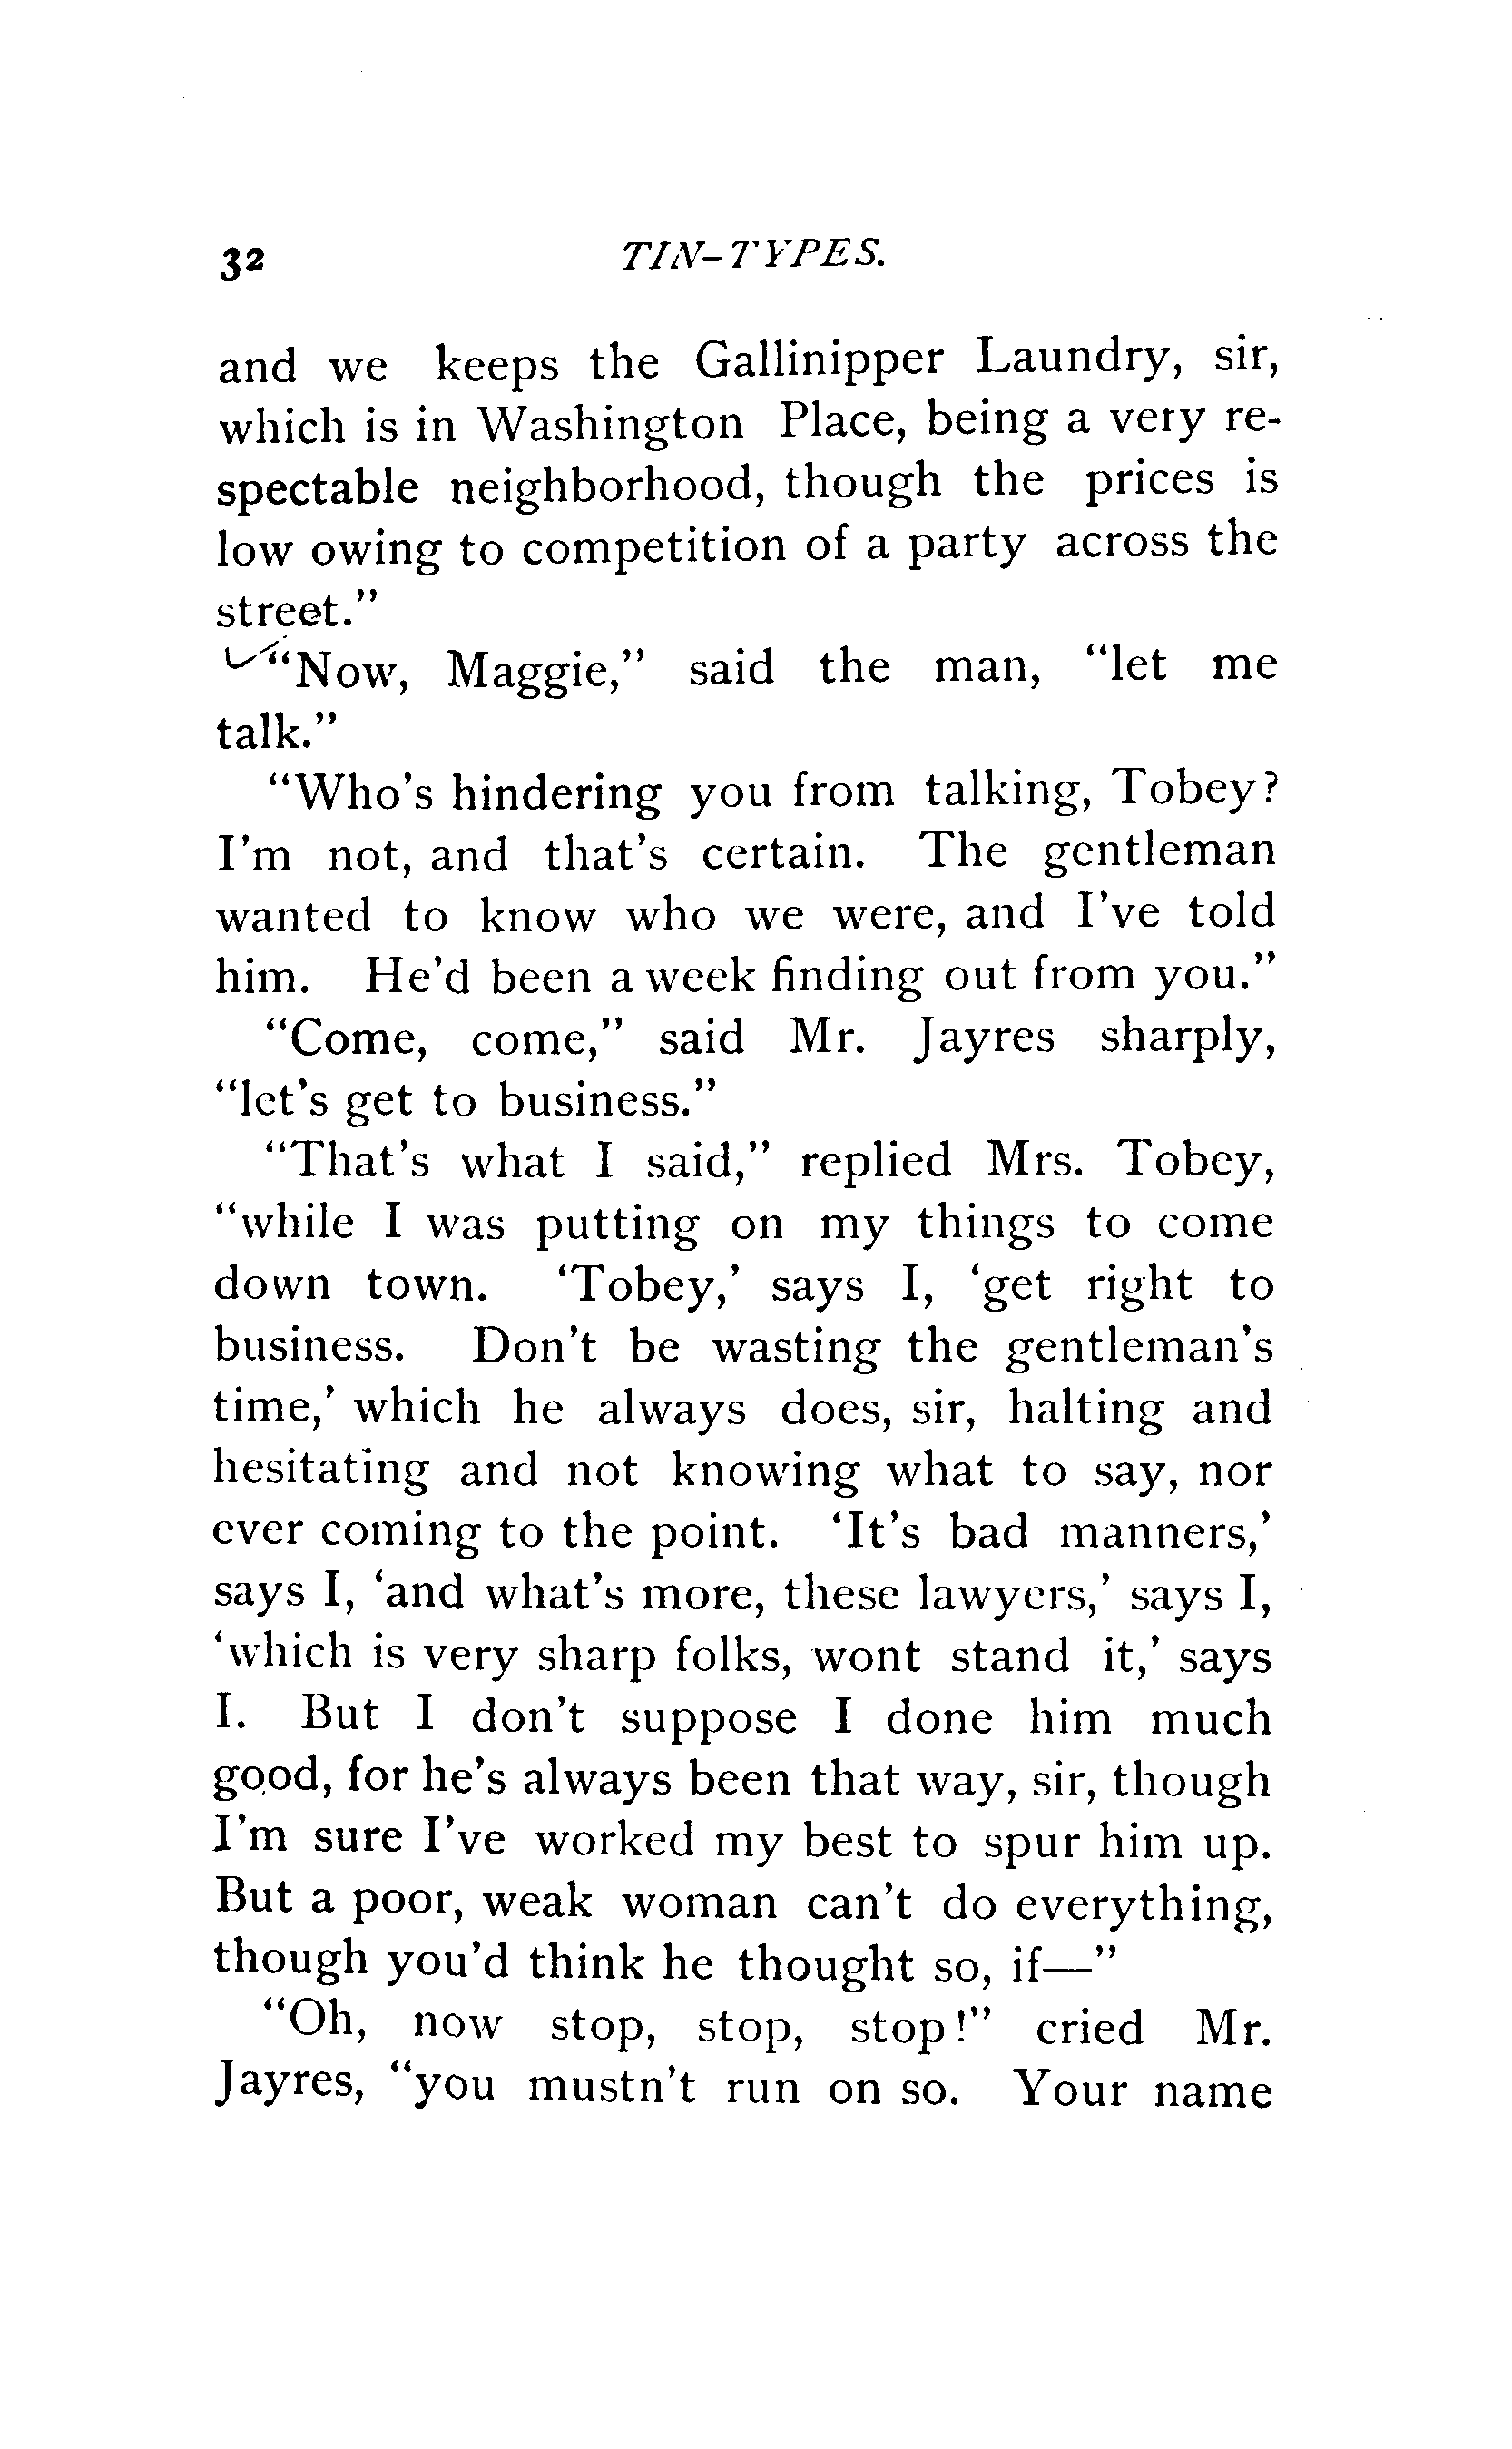 32 TIN-TYPES.
and we keeps the Gallinipper Laundry, sir,
which is in Washington Place, being a very re-
spectable neighborhood, though the prices is
low owing to competition of a party across the
street."
"Now, Maggie," said the man, "let me
talk."
"Who's hindering you from talking, Tobey?
I'm not, and that's certain. The gentleman
wanted to know who we were, and I've told
him. He'd been a week finding out from you."
"Come, come," said Mr. Jayres sharply,
"let's get to business."
"That's what I said," replied Mrs. Tobey,
"while I was putting on my things to come
down town. 'Tobey,' says I, 'get right to
business. Don't be wasting the gentleman's
time,' which he always does, sir, halting and
hesitating and not knowing what to say, nor
ever coming to the point. 'It's bad manners,'
says I, 'and what's more, these lawyers,' says I,
'which is very sharp folks, wont stand it,' says
I. But I don't suppose I done him much
good, for he's always been that way, sir, though
I'm sure I've worked my best to spur him up.
But a poor, weak woman can't do everything,
though you'd think he thought so, if—"
"Oh, now stop, stop, stop!" cried Mr.
Jayres, "you mustn't run on so. Your name